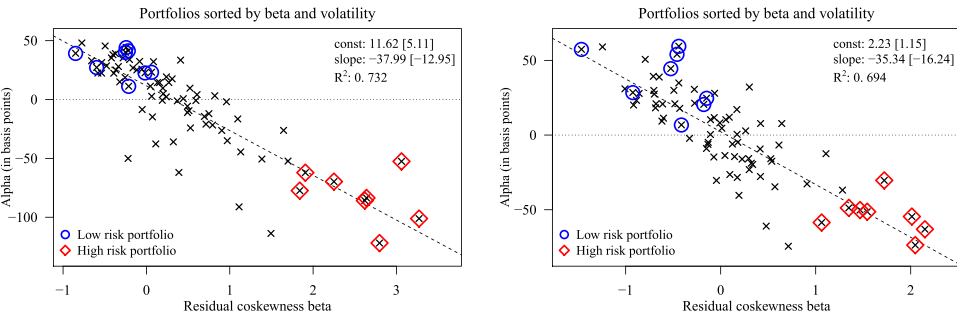 Portfolios sorted by beta and volatility
const: 11.62 [5.11]
slope: −37.99 [−12.95]
R²: 0. 732
Alpha (in basis points)
50
0
−50
−100
Low risk portfolio
High risk portfolio
−1 0 1 2 3
Residual coskewness beta
Portfolios sorted by beta and volatility
const: 2.23 [1.15]
slope: −35.34 [−16.24]
R²: 0. 694
Alpha (in basis points)
50
0
−50
Low risk portfolio
High risk portfolio
−1 0 1 2
Residual coskewness beta